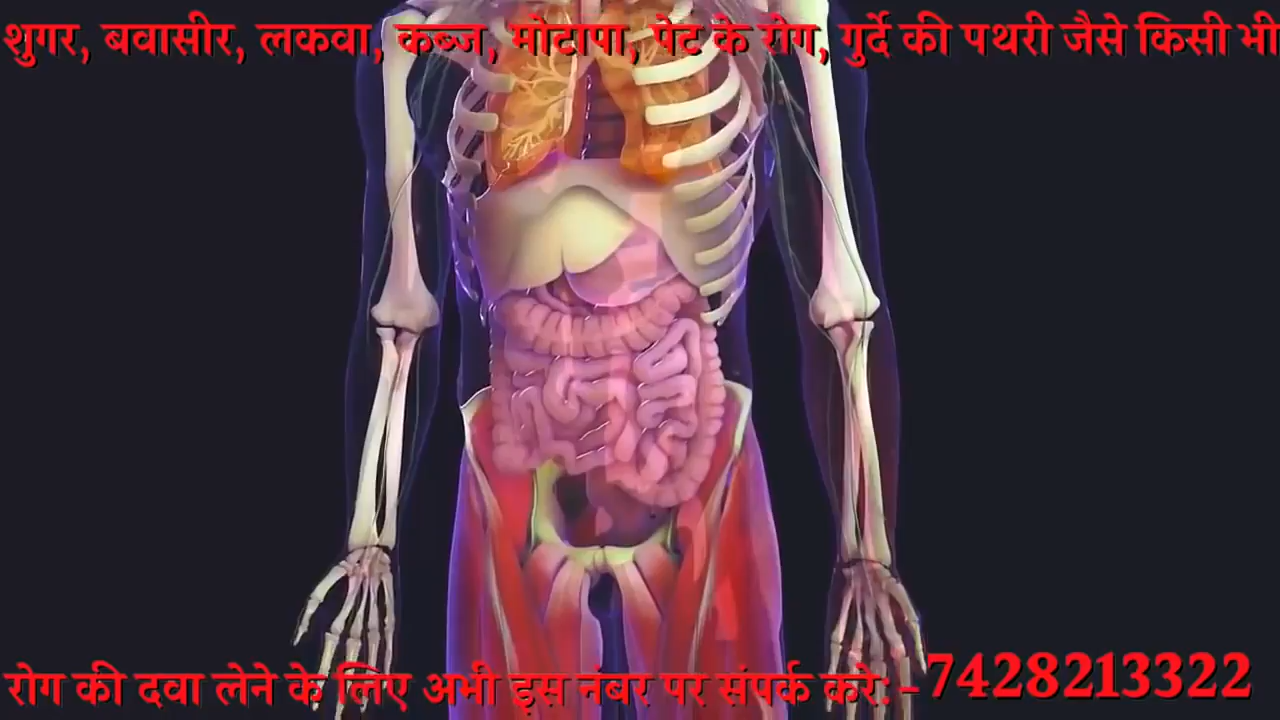 शुगर, बवासीर, लकवा, कब्ज, मोटापा, पेट के रोग, गुर्दे की पथरी जैसे किसी भी
रोग की दवा लेने के लिए अभी इस नंबर पर संपर्क करे:-7428213322